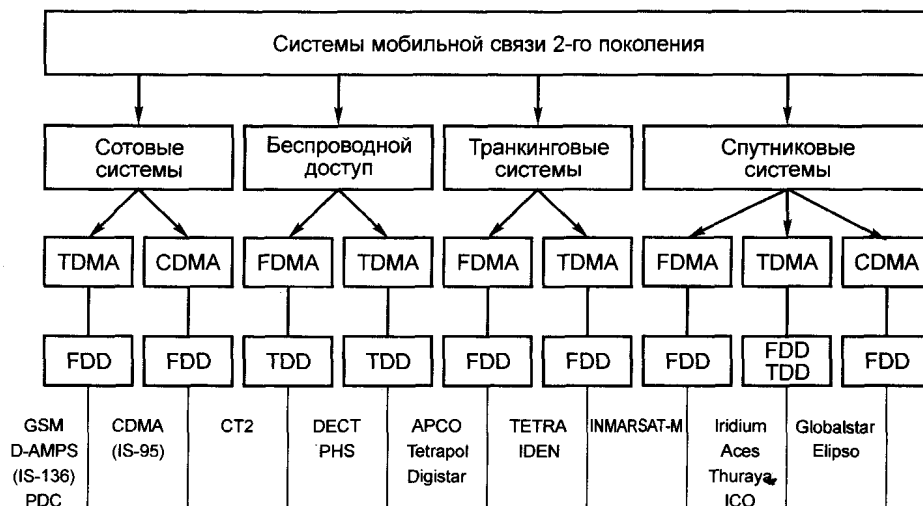 Системы мобильной связи 2-го поколения
Сотовые
системы
Беспроводной
доступ
Транкинговые
системы
Спутниковые
системы
TDMA
CDMA
FDMA
TDMA
FDMA
TDMA
FDMA
TDMA
CDMA
FDD
FDD
TDD
TDD
FDD
FDD
FDD
FDD
TDD
FDD
GSM
D-AMPS
(IS-136)
PDC
CDMA
(IS-95)
CT2
DECT
PHS
APCO
Tetrapol
Digistar
TETRA
IDEN
INMARSAT-M
Iridium
Aces
Thuraya
ICO
Globalstar
Elipso